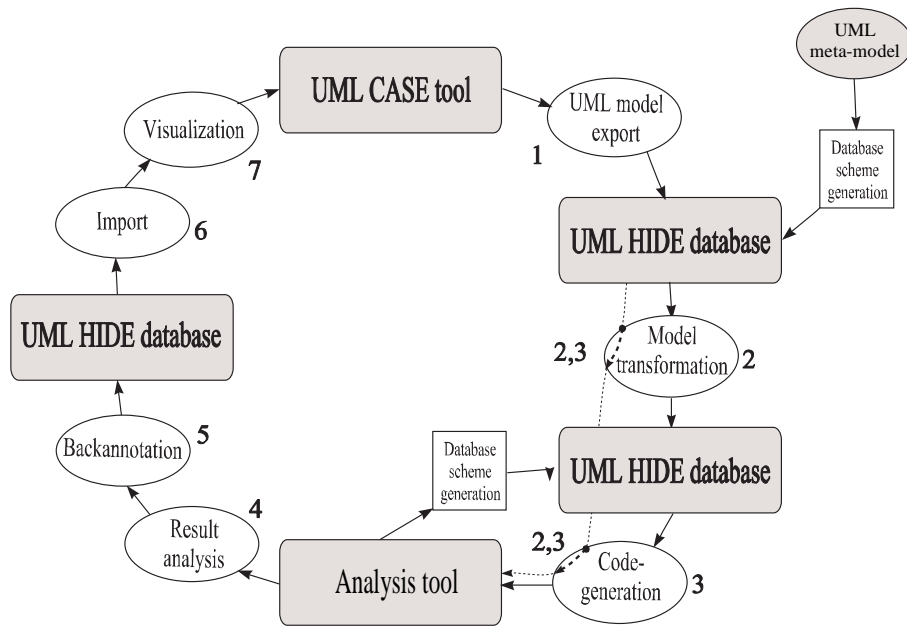 UML
meta-model
UML CASE tool
UML model
export
1
Visualization
7
Database
scheme
generation
Import
6
UML HIDE database
UML HIDE database
2,3
Model
transformation
2
Backannotation
5
Database
scheme
generation
UML HIDE database
4
Result
analysis
2,3
Analysis tool
Code-
generation
3